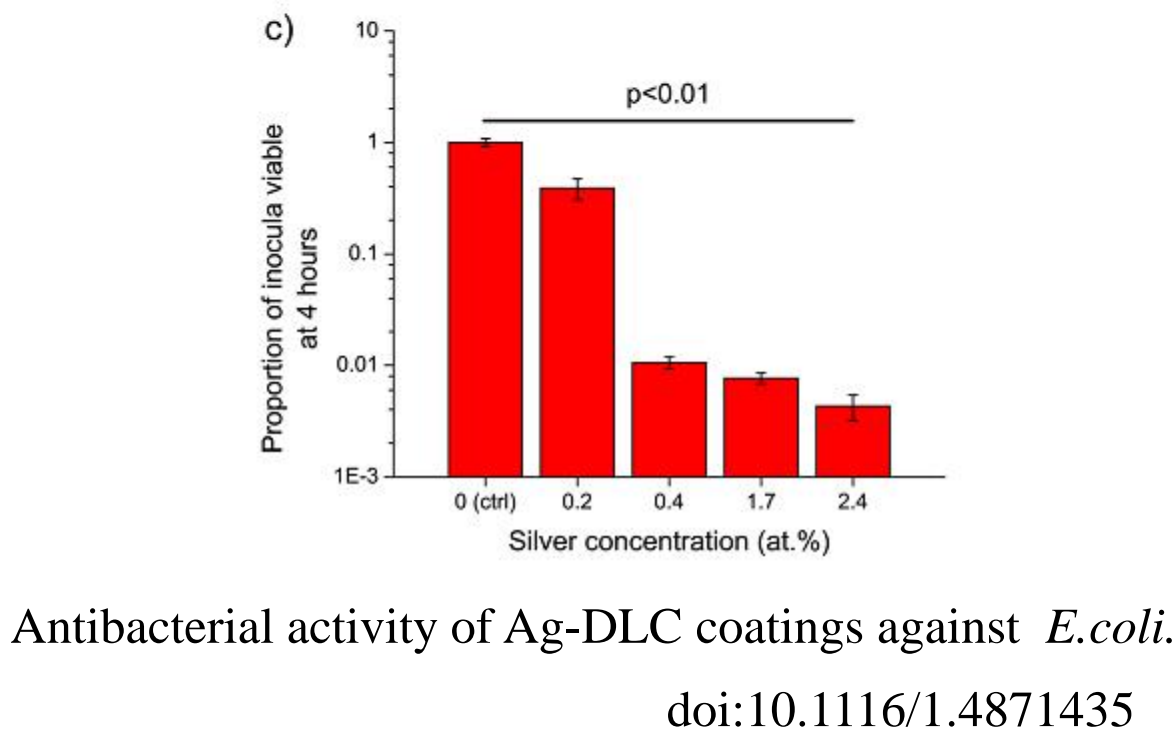 c)
10
p<0.01
1
0.1
0.01
1E-3
Proportion of inocula viable
at 4 hours
0 (ctrl) 0.2 0.4 1.7 2.4
Silver concentration (at.%)
Antibacterial activity of Ag-DLC coatings against E.coli.
doi:10.1116/1.4871435